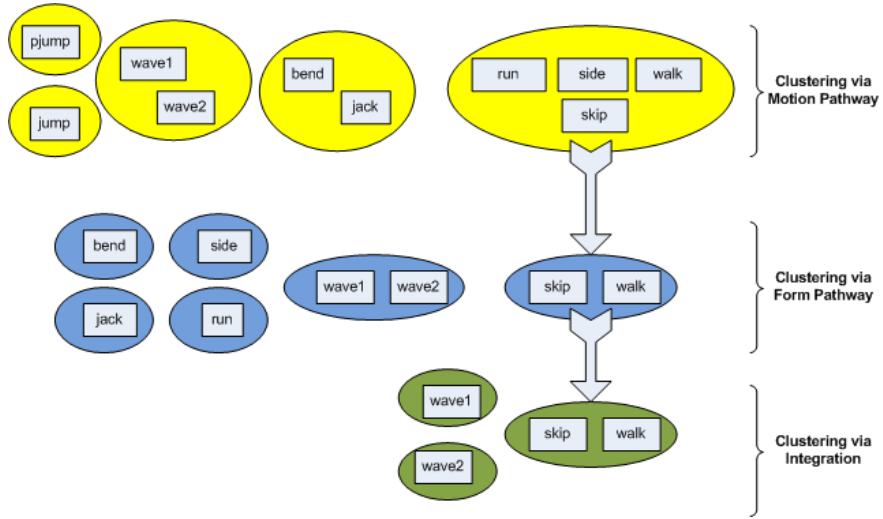 pjump
wave1
wave2
jump
bend
jack
run
side
walk
skip
Clustering via
Motion Pathway
bend
side
jack
run
wave1
wave2
skip
walk
Clustering via
Form Pathway
wave1
wave2
skip
walk
Clustering via
Integration